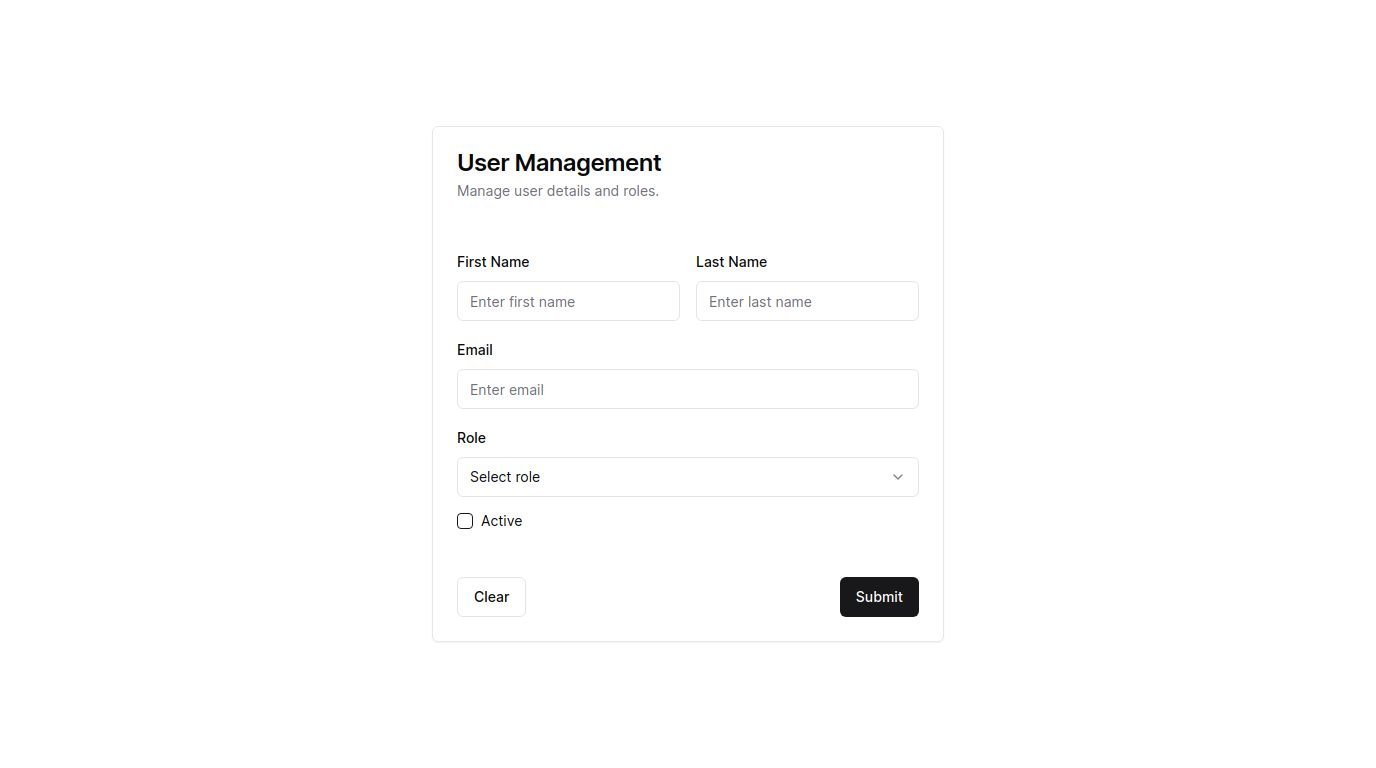 User Management
Manage user details and roles.
First Name
Last Name
Enter first name
Enter last name
Email
Enter email
Role
Select role
Active
Clear
Submit